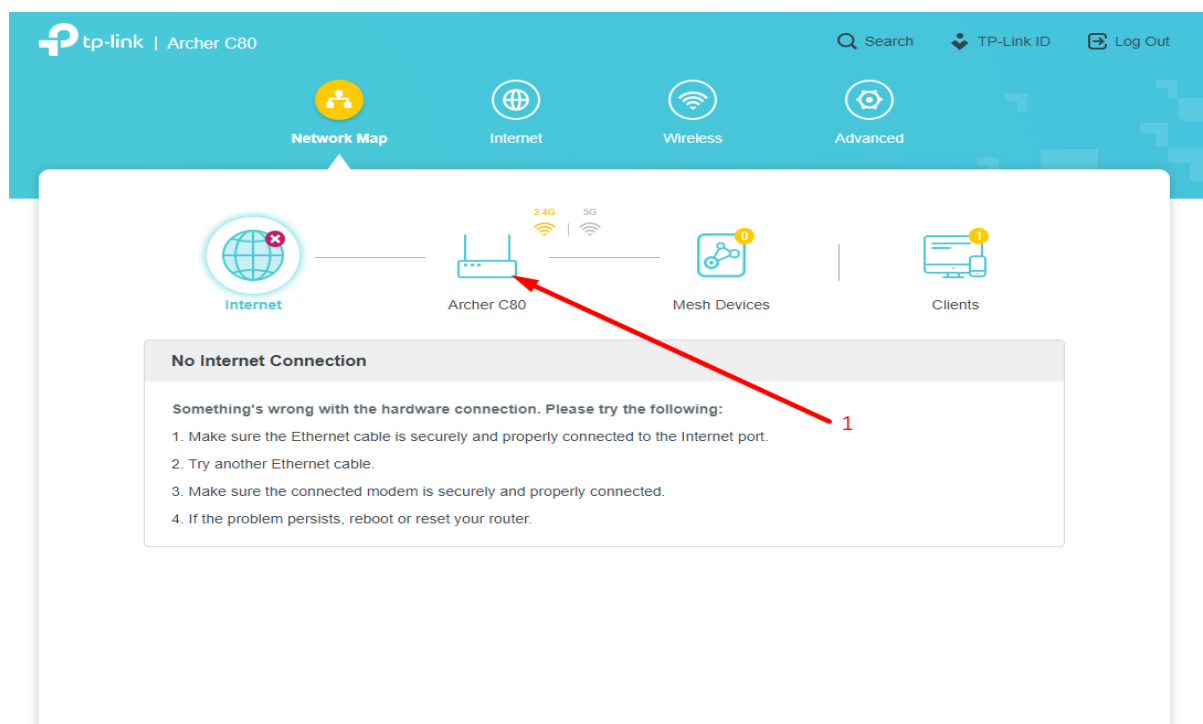 tp-link | Archer C80
Search
TP-Link ID
Log Out
Network Map
Internet
Wireless
Advanced
2.4G
5G
0
1
Internet
Archer C80
Mesh Devices
Clients
No Internet Connection
Something's wrong with the hardware connection. Please try the following:
1. Make sure the Ethernet cable is securely and properly connected to the Internet port.
1
2. Try another Ethernet cable.
3. Make sure the connected modem is securely and properly connected.
4. If the problem persists, reboot or reset your router.